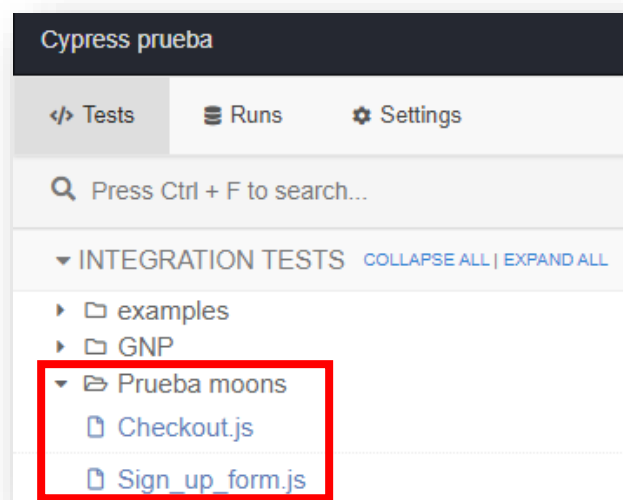 Cypress prueba
Tests Runs Settings
Press Ctrl + F to search...
INTEGRATION TESTS COLLAPSE ALL | EXPAND ALL
examples
GNP
Prueba moons
Checkout.js
Sign_up_form.js